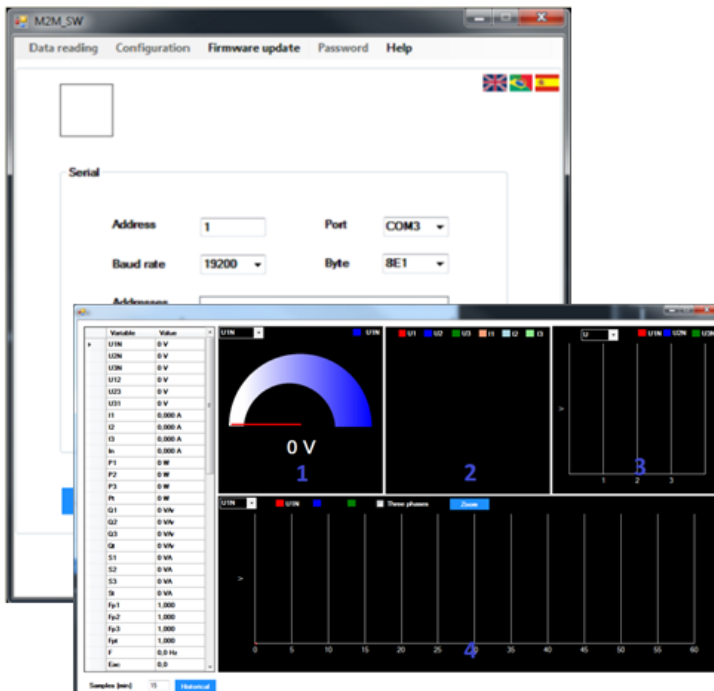 M2M_SW
Data reading Configuration Firmware update Password Help
Serial
Address 1 Port COM3
Baud rate 19200 Byte 8E1
Addresses
Variable Value
U1N 0 V
U2N 0 V
U3N 0 V
U12 0 V
U23 0 V
U31 0 V
I1 0,000 A
I2 0,000 A
I3 0,000 A
In 0,000 A
P1 0 W
P2 0 W
P3 0 W
Pt 0 W
Q1 0 VAr
Q2 0 VAr
Q3 0 VAr
Qt 0 VAr
S1 0 VA
S2 0 VA
S3 0 VA
St 0 VA
Fp1 1,000
Fp2 1,000
Fp3 1,000
Fpt 1,000
F 0,0 Hz
Eac 0,0
Samples (min) 15 Historical
U1N U1N
0 V
1
U1 U2 U3 I1 I2 I3
2
U U1N U2N U3N
V
3
1 2 3
U1N U1N Three phases Zoom
V
4
0 5 10 15 20 25 30 35 40 45 50 55 60